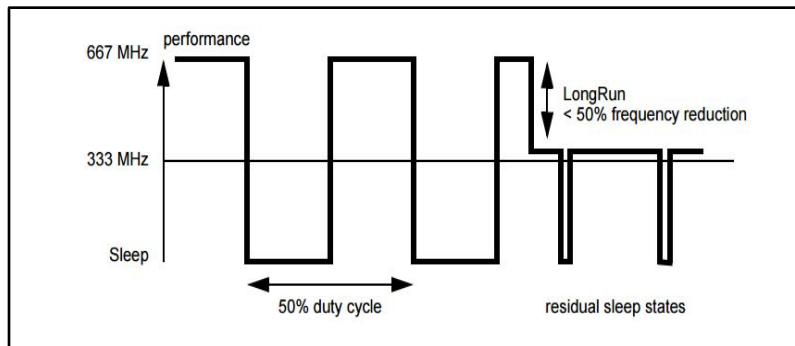 performance
667 MHz
LongRun
< 50% frequency reduction
333 MHz
Sleep
50% duty cycle
residual sleep states